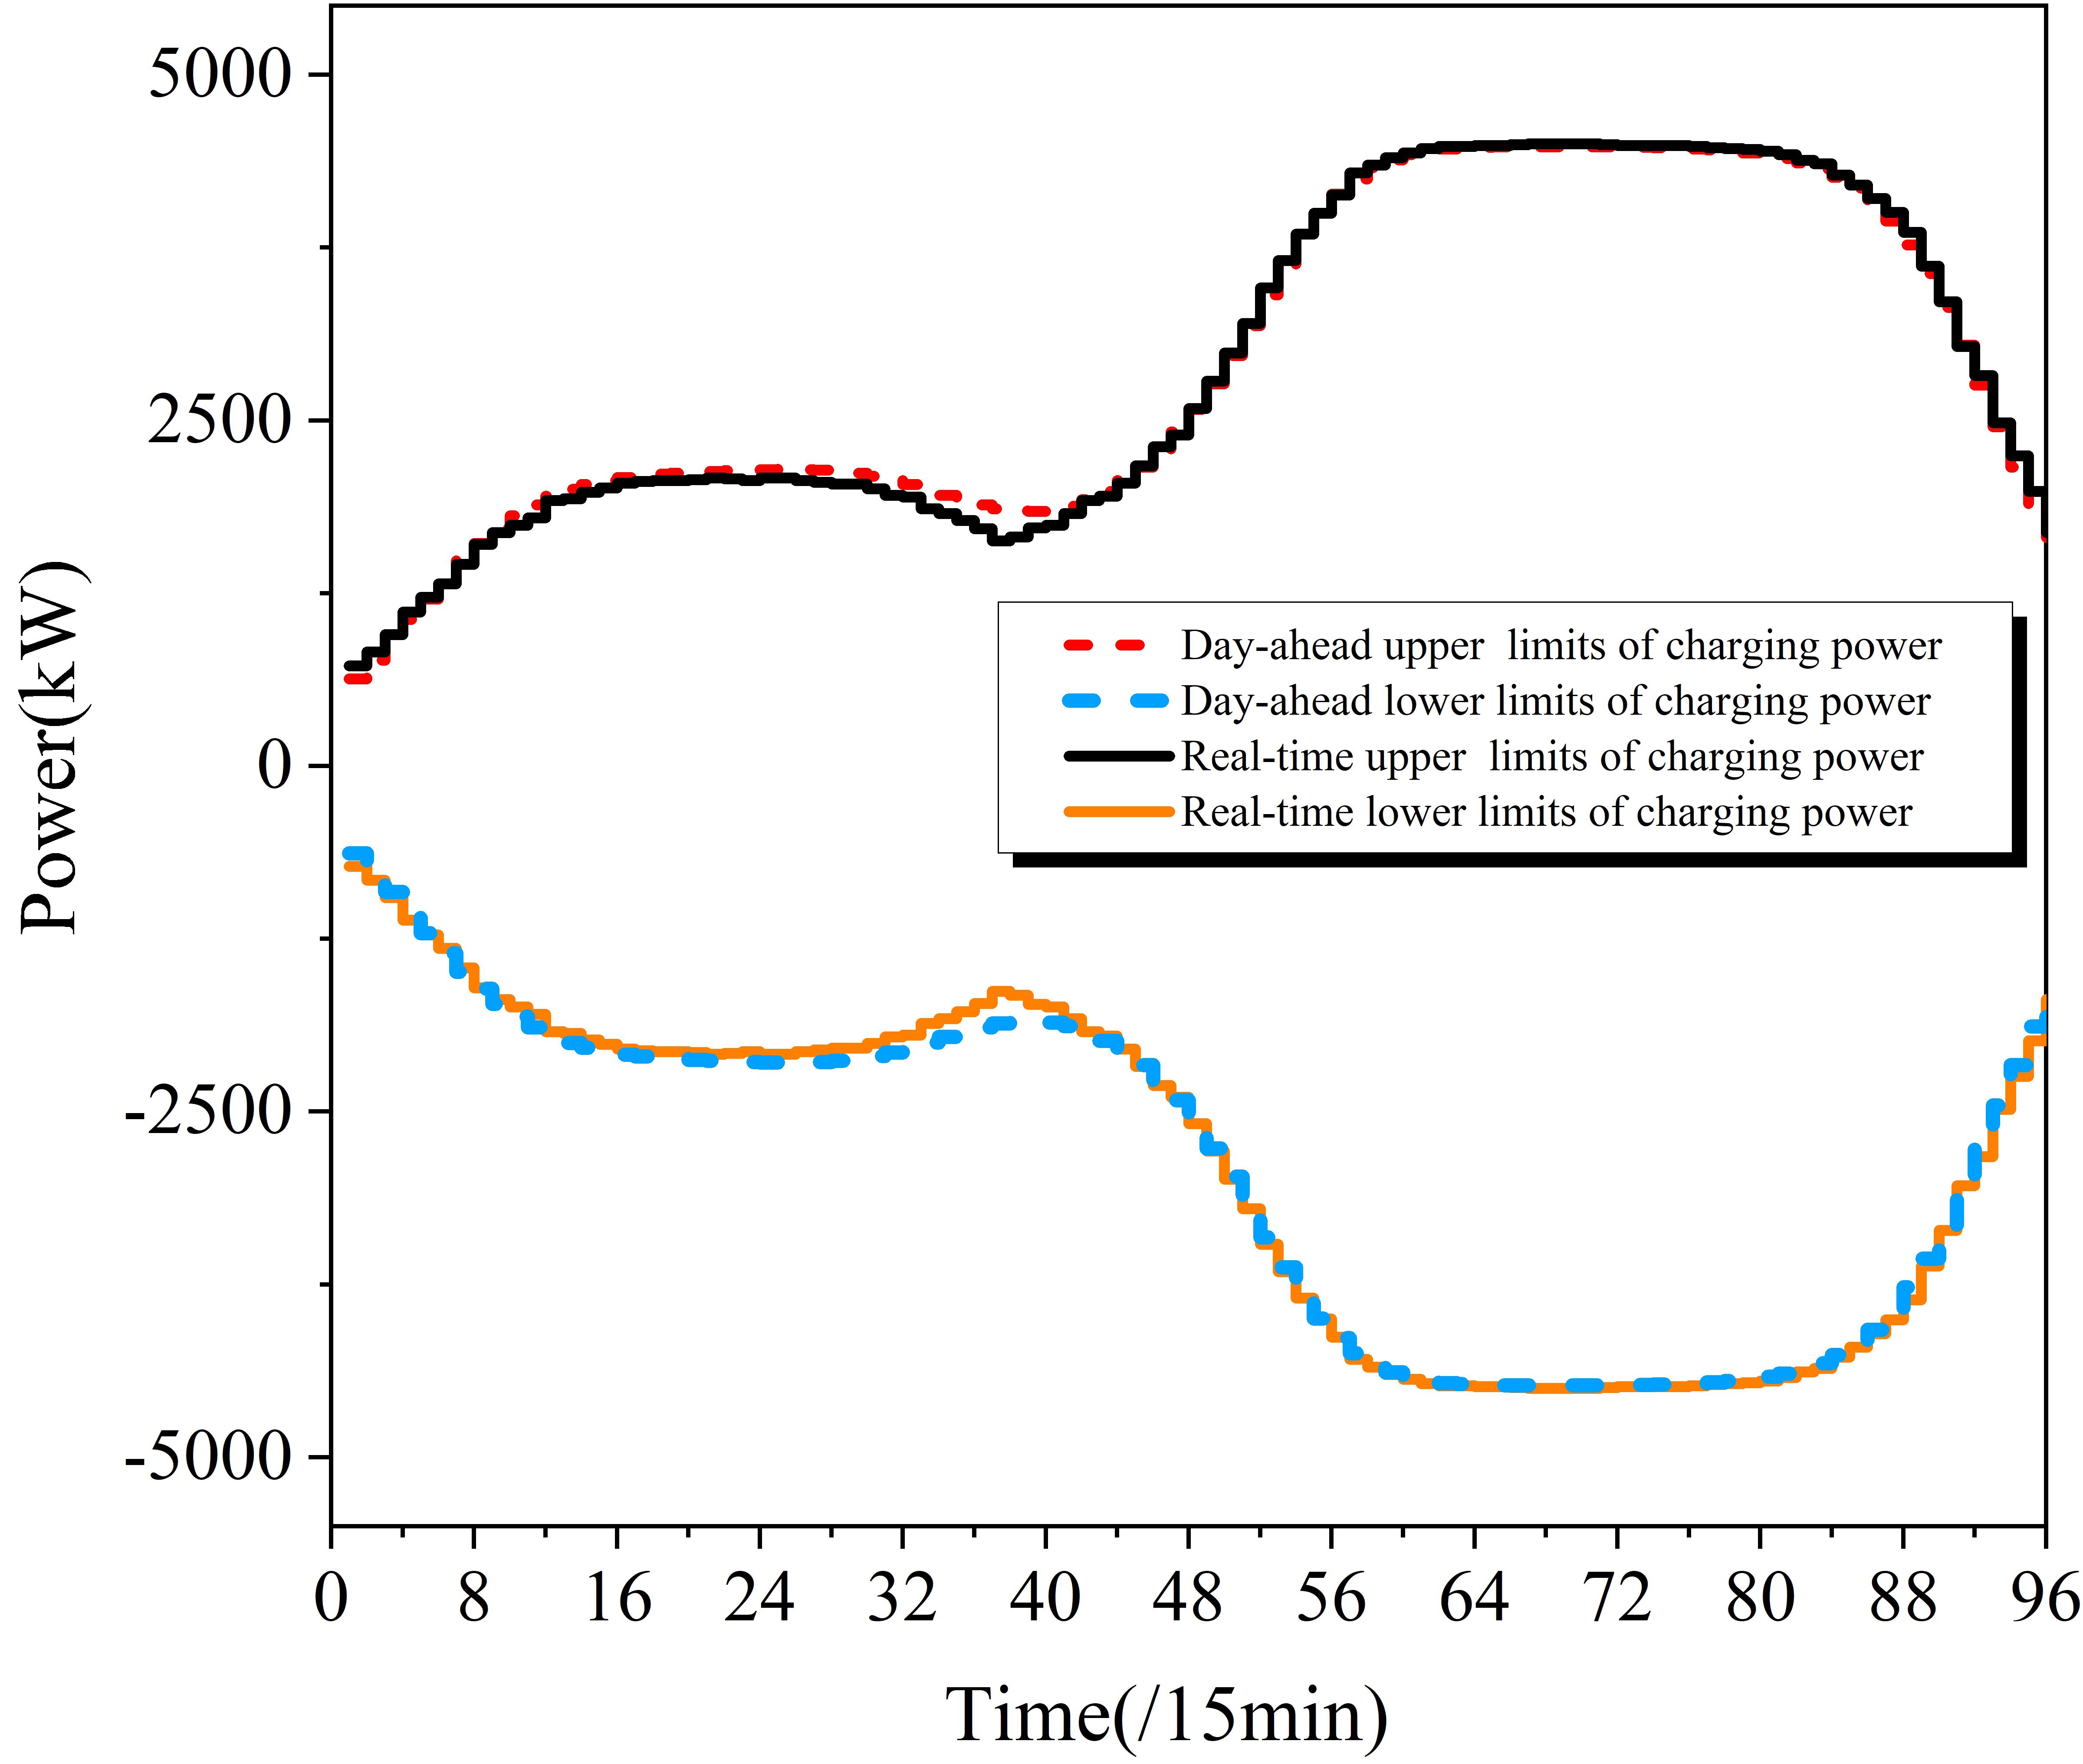 5000
2500
0
-2500
-5000
Power(kW)
Day-ahead upper limits of charging power
Day-ahead lower limits of charging power
Real-time upper limits of charging power
Real-time lower limits of charging power
0 8 16 24 32 40 48 56 64 72 80 88 96
Time(/15min)